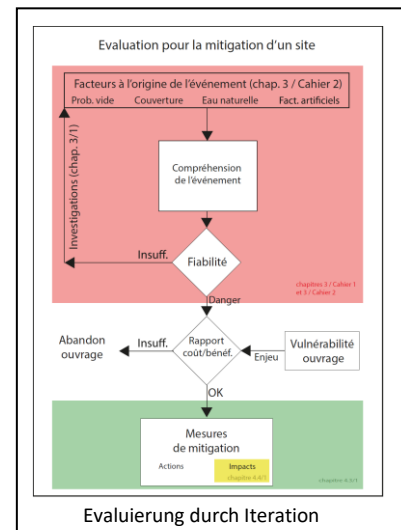 Evaluation pour la mitigation d'un site
Facteurs à l'origine de l'événement (chap. 3 / Cahier 2)
Prob. vide Couverture Eau naturelle Fact. artificiels
Investigations (chap. 3/1)
Compréhension
de l'événement
Insuff.
Fiabilité
chapitres 3 / Cahier 1
et 3 / Cahier 2
Danger
Abandon
ouvrage
Insuff.
Rapport
coût/bénéf.
Enjeu
Vulnérabilité
ouvrage
OK
Mesures
de mitigation
Actions
Impacts
chapitre 4.4/1
chapitre 4.2/1
Evaluierung durch Iteration